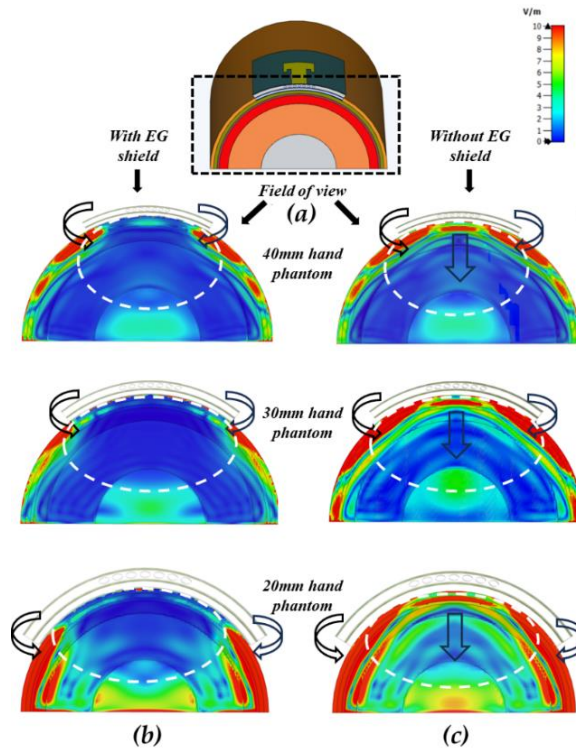 V/m
10
9
8
7
6
5
4
3
2
1
0
With EG
shield
Without EG
shield
Field of view
(a)
40mm hand
phantom
30mm hand
phantom
20mm hand
phantom
(b)
(c)